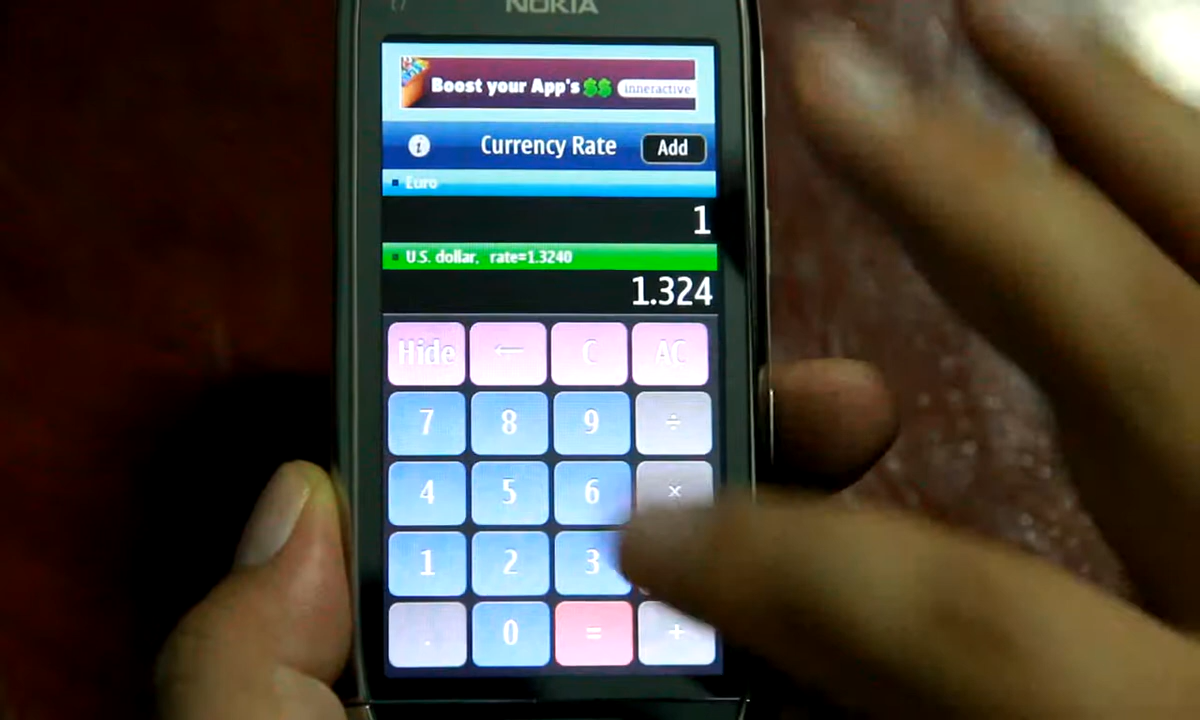 NOKIA
Boost your App's $$ inneractive
i Currency Rate Add
Euro
1
U.S. dollar, rate=1.3240
1.324
Hide ← C AC
7 8 9 ÷
4 5 6 ×
1 2 3
. 0 = +